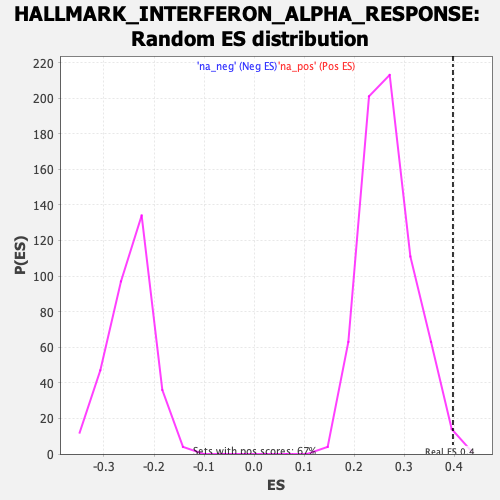 HALLMARK_INTERFERON_ALPHA_RESPONSE:
Random ES distribution
'na_neg' (Neg ES) 'na_pos' (Pos ES)
220
200
180
160
140
120
100
80
60
40
20
0
P(ES)
Sets with pos scores: 67%
Real ES 0.4
-0.3 -0.2 -0.1 0.0 0.1 0.2 0.3 0.4
ES